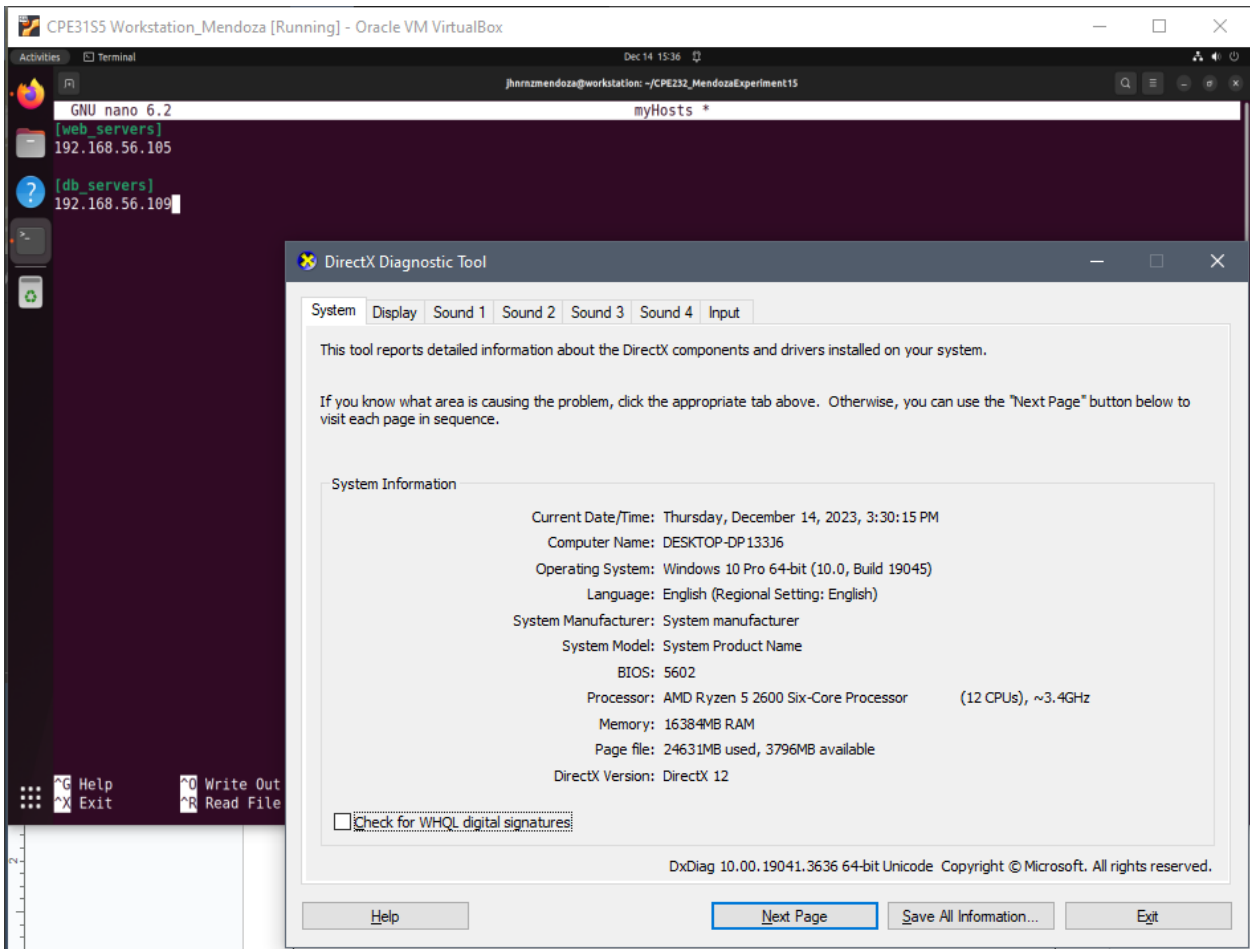 CPE31S5 Workstation_Mendoza [Running] - Oracle VM VirtualBox
Activities Terminal Dec 14 15:36
jhnrnzmendoza@workstation: ~/CPE232_MendozaExperiment15
GNU nano 6.2 myHosts *
[web_servers]
192.168.56.105
[db_servers]
192.168.56.109
^G Help ^O Write Out
^X Exit ^R Read File
DirectX Diagnostic Tool
System Display Sound 1 Sound 2 Sound 3 Sound 4 Input
This tool reports detailed information about the DirectX components and drivers installed on your system.
If you know what area is causing the problem, click the appropriate tab above. Otherwise, you can use the "Next Page" button below to
visit each page in sequence.
System Information
Current Date/Time: Thursday, December 14, 2023, 3:30:15 PM
Computer Name: DESKTOP-DP133J6
Operating System: Windows 10 Pro 64-bit (10.0, Build 19045)
Language: English (Regional Setting: English)
System Manufacturer: System manufacturer
System Model: System Product Name
BIOS: 5602
Processor: AMD Ryzen 5 2600 Six-Core Processor (12 CPUs), ~3.4GHz
Memory: 16384MB RAM
Page file: 24631MB used, 3796MB available
DirectX Version: DirectX 12
Check for WHQL digital signatures
DxDiag 10.00.19041.3636 64-bit Unicode Copyright © Microsoft. All rights reserved.
Help Next Page Save All Information... Exit
2